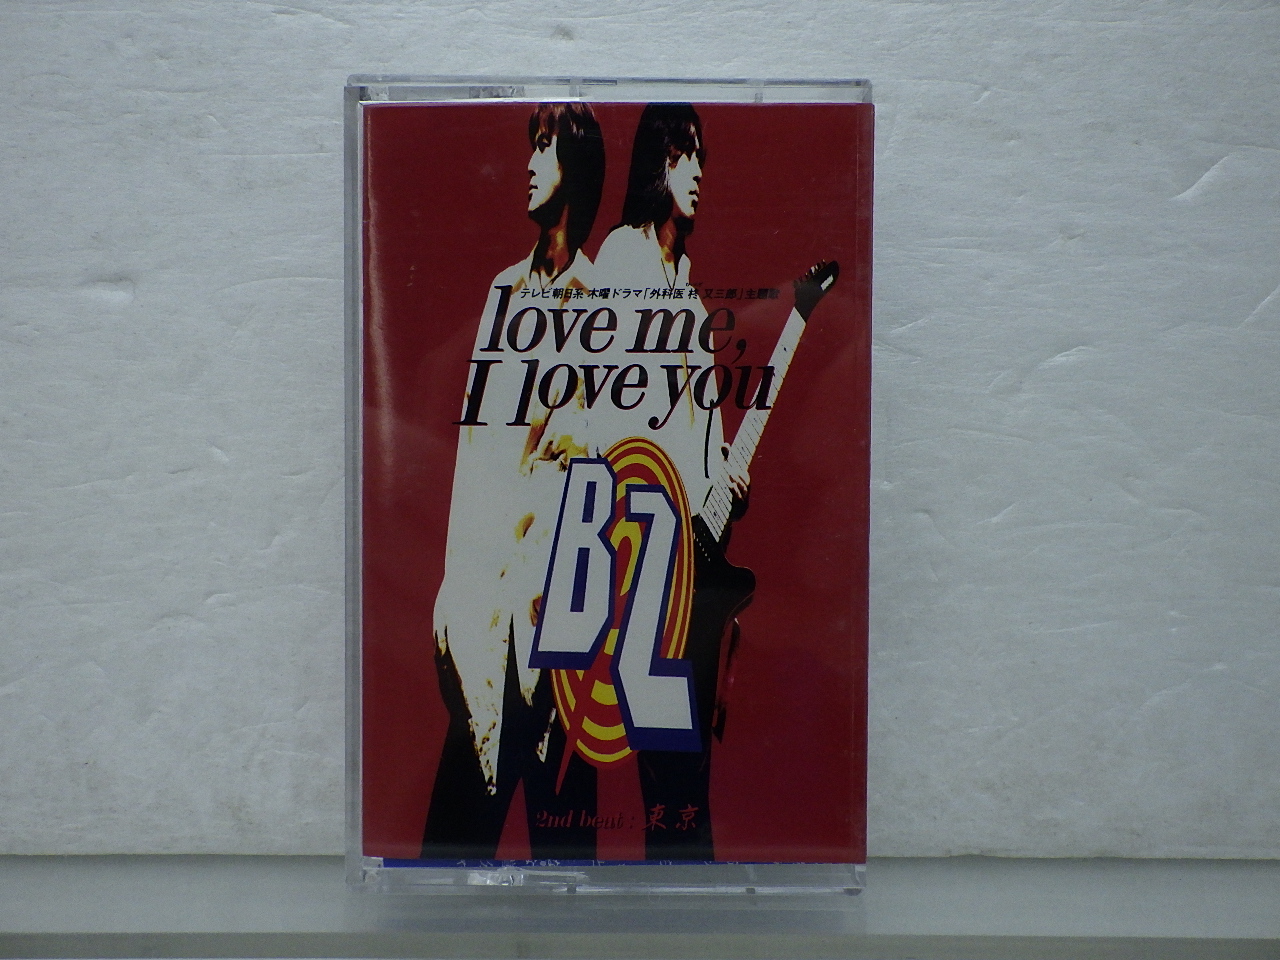 テレビ朝日系 木曜ドラマ「外科医 柊 又三郎」主題歌
love me,
I love you
B'z
2nd beat : 東京